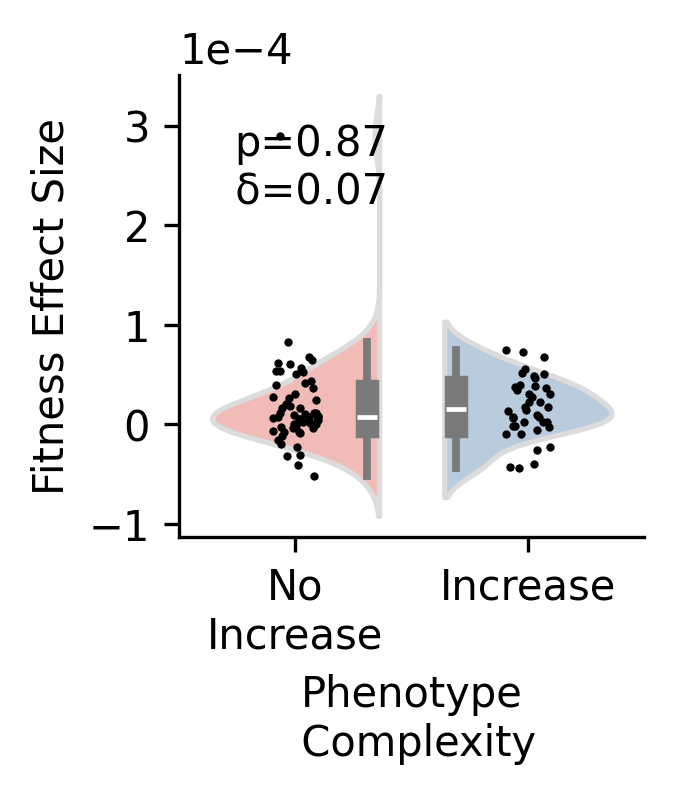 1e−4
3
2
1
0
−1
Fitness Effect Size
p=0.87
δ=0.07
No
Increase
Increase
Phenotype
Complexity